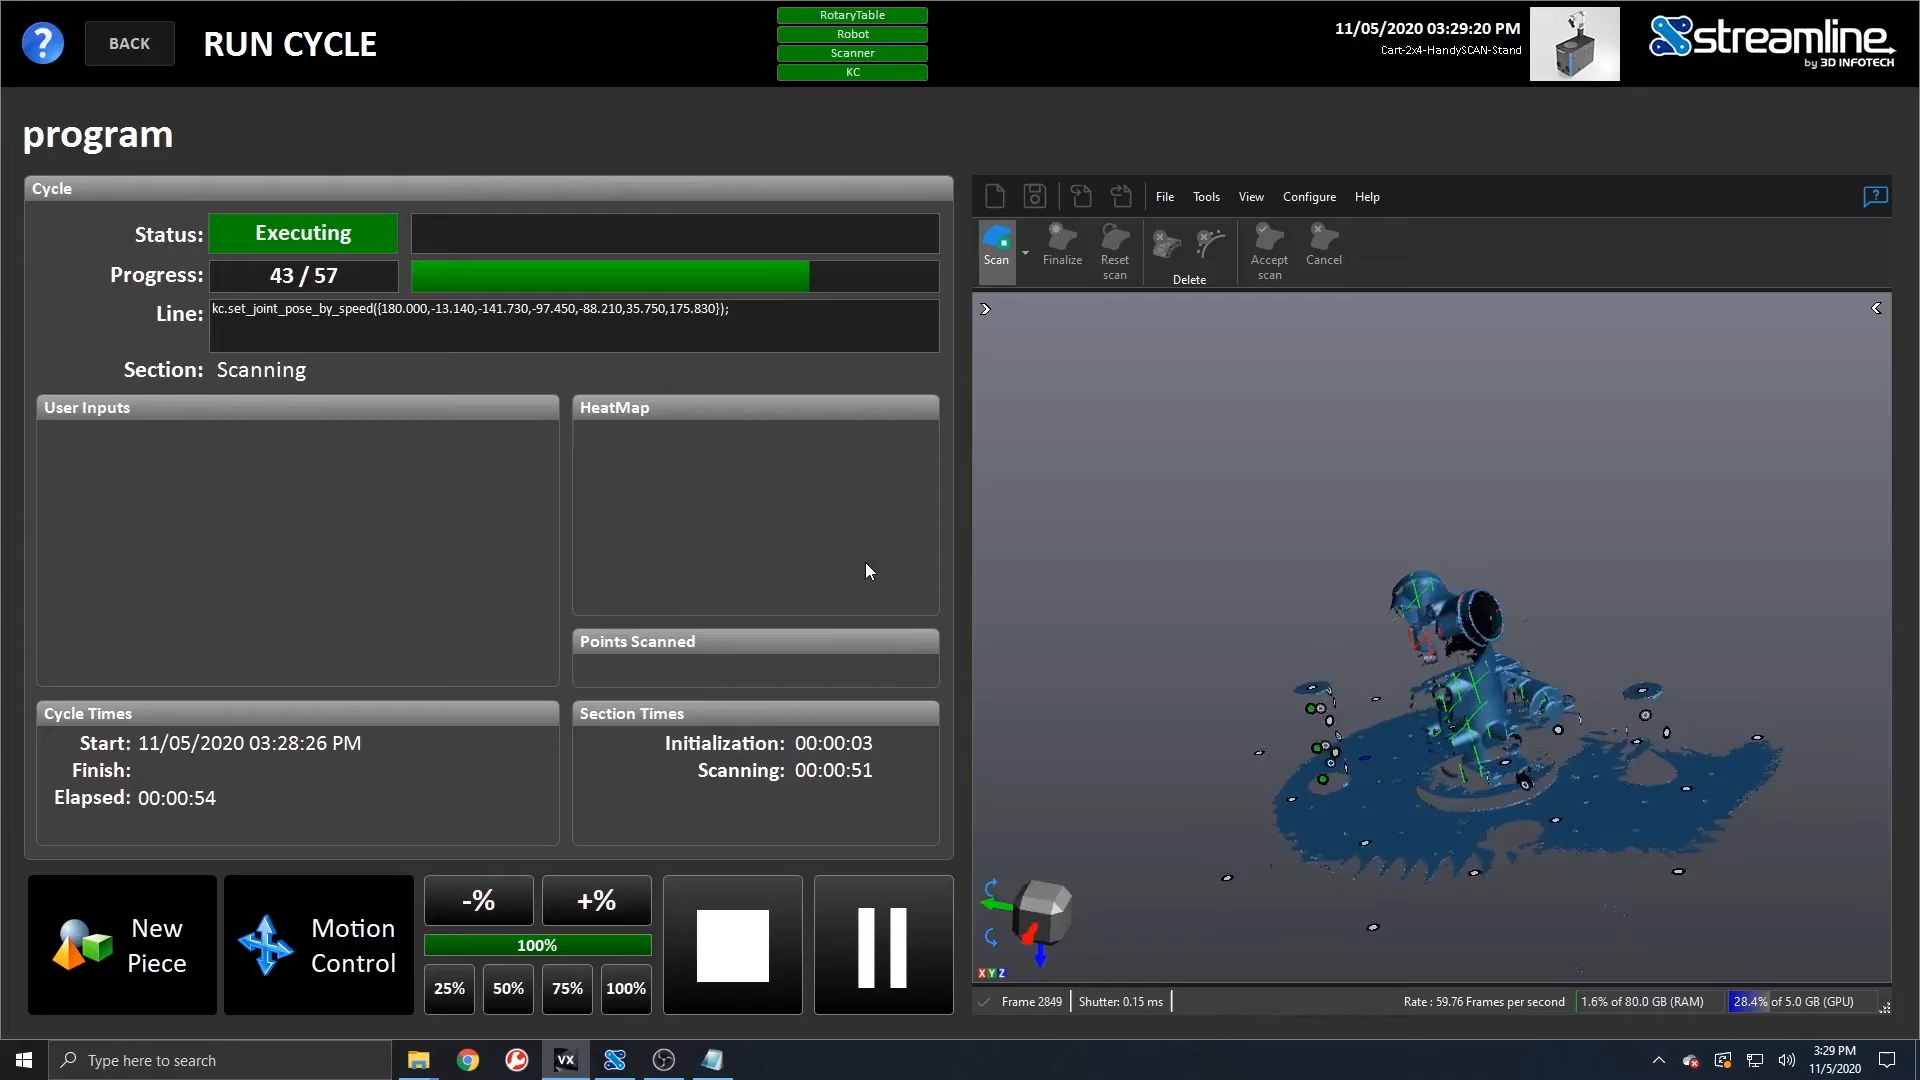 ?
BACK
RUN CYCLE
RotaryTable
Robot
Scanner
KC
11/05/2020 03:29:20 PM
Cart-2x4-HandySCAN-Stand
streamline
by 3D INFOTECH
program
Cycle
Status: Executing
Progress: 43 / 57
Line: kc.set_joint_pose_by_speed({180.000,-13.140,-141.730,-97.450,-88.210,35.750,175.830});
Section: Scanning
User Inputs
HeatMap
Points Scanned
Cycle Times
Start: 11/05/2020 03:28:26 PM
Finish:
Elapsed: 00:00:54
Section Times
Initialization: 00:00:03
Scanning: 00:00:51
New
Piece
Motion
Control
-%
+%
100%
25%
50%
75%
100%
File
Tools
View
Configure
Help
?
Scan
Finalize
Reset
scan
Delete
Accept
scan
Cancel
XYZ
Frame 2849
Shutter: 0.15 ms
Rate : 59.76 Frames per second
1.6% of 80.0 GB (RAM)
28.4% of 5.0 GB (GPU)
Type here to search
VX
3:29 PM
11/5/2020